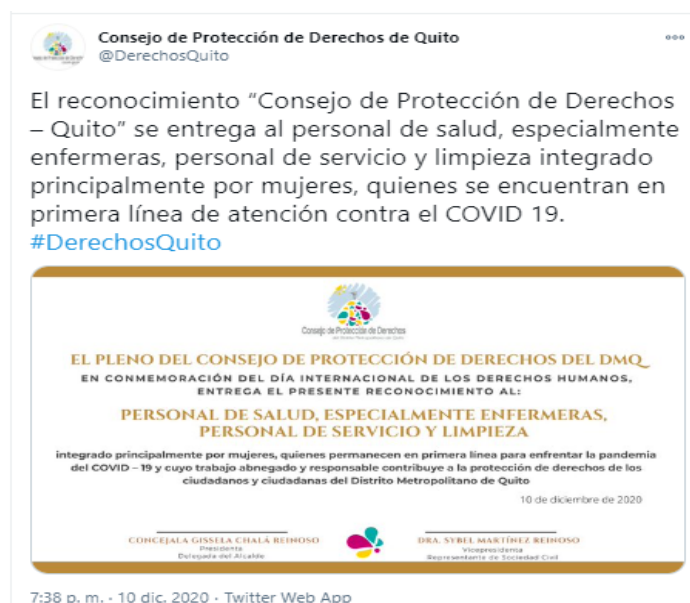 Consejo de Protección de Derechos de Quito
@DerechosQuito
El reconocimiento “Consejo de Protección de Derechos
– Quito” se entrega al personal de salud, especialmente
enfermeras, personal de servicio y limpieza integrado
principalmente por mujeres, quienes se encuentran en
primera línea de atención contra el COVID 19.
#DerechosQuito
Consejo de Protección de Derechos
EL PLENO DEL CONSEJO DE PROTECCIÓN DE DERECHOS DEL DMQ
EN CONMEMORACIÓN DEL DÍA INTERNACIONAL DE LOS DERECHOS HUMANOS,
ENTREGA EL PRESENTE RECONOCIMIENTO AL:
PERSONAL DE SALUD, ESPECIALMENTE ENFERMERAS,
PERSONAL DE SERVICIO Y LIMPIEZA
integrado principalmente por mujeres, quienes permanecen en primera línea para enfrentar la pandemia
del COVID – 19 y cuyo trabajo abnegado y responsable contribuye a la protección de derechos de los
ciudadanos y ciudadanas del Distrito Metropolitano de Quito
10 de diciembre de 2020
CONCEJALA GISSELA CHALÁ REINOSO
Presidenta
Delegada del Alcalde
DRA. SYBEL MARTÍNEZ REINOSO
Vicepresidenta
Representante de Sociedad Civil
7:38 p. m. · 10 dic. 2020 · Twitter Web App